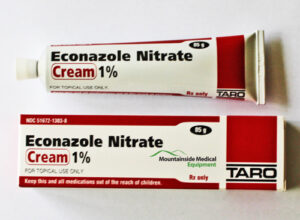 Econazole Nitrate
85 g
Cream 1%
FOR TOPICAL USE ONLY
Rx only
TARO
NDC 51672-1303-8
Econazole Nitrate
85 g
Cream 1%
FOR TOPICAL USE ONLY
Mountainside Medical
Equipment
Rx only
TARO
Keep this and all medications out of the reach of children.